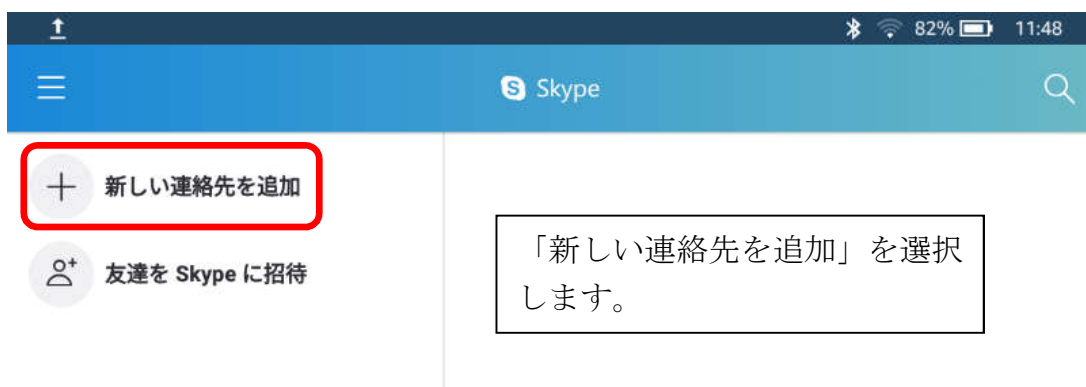 82% 11:48
Skype
新しい連絡先を追加
友達を Skype に招待
「新しい連絡先を追加」を選択
します。